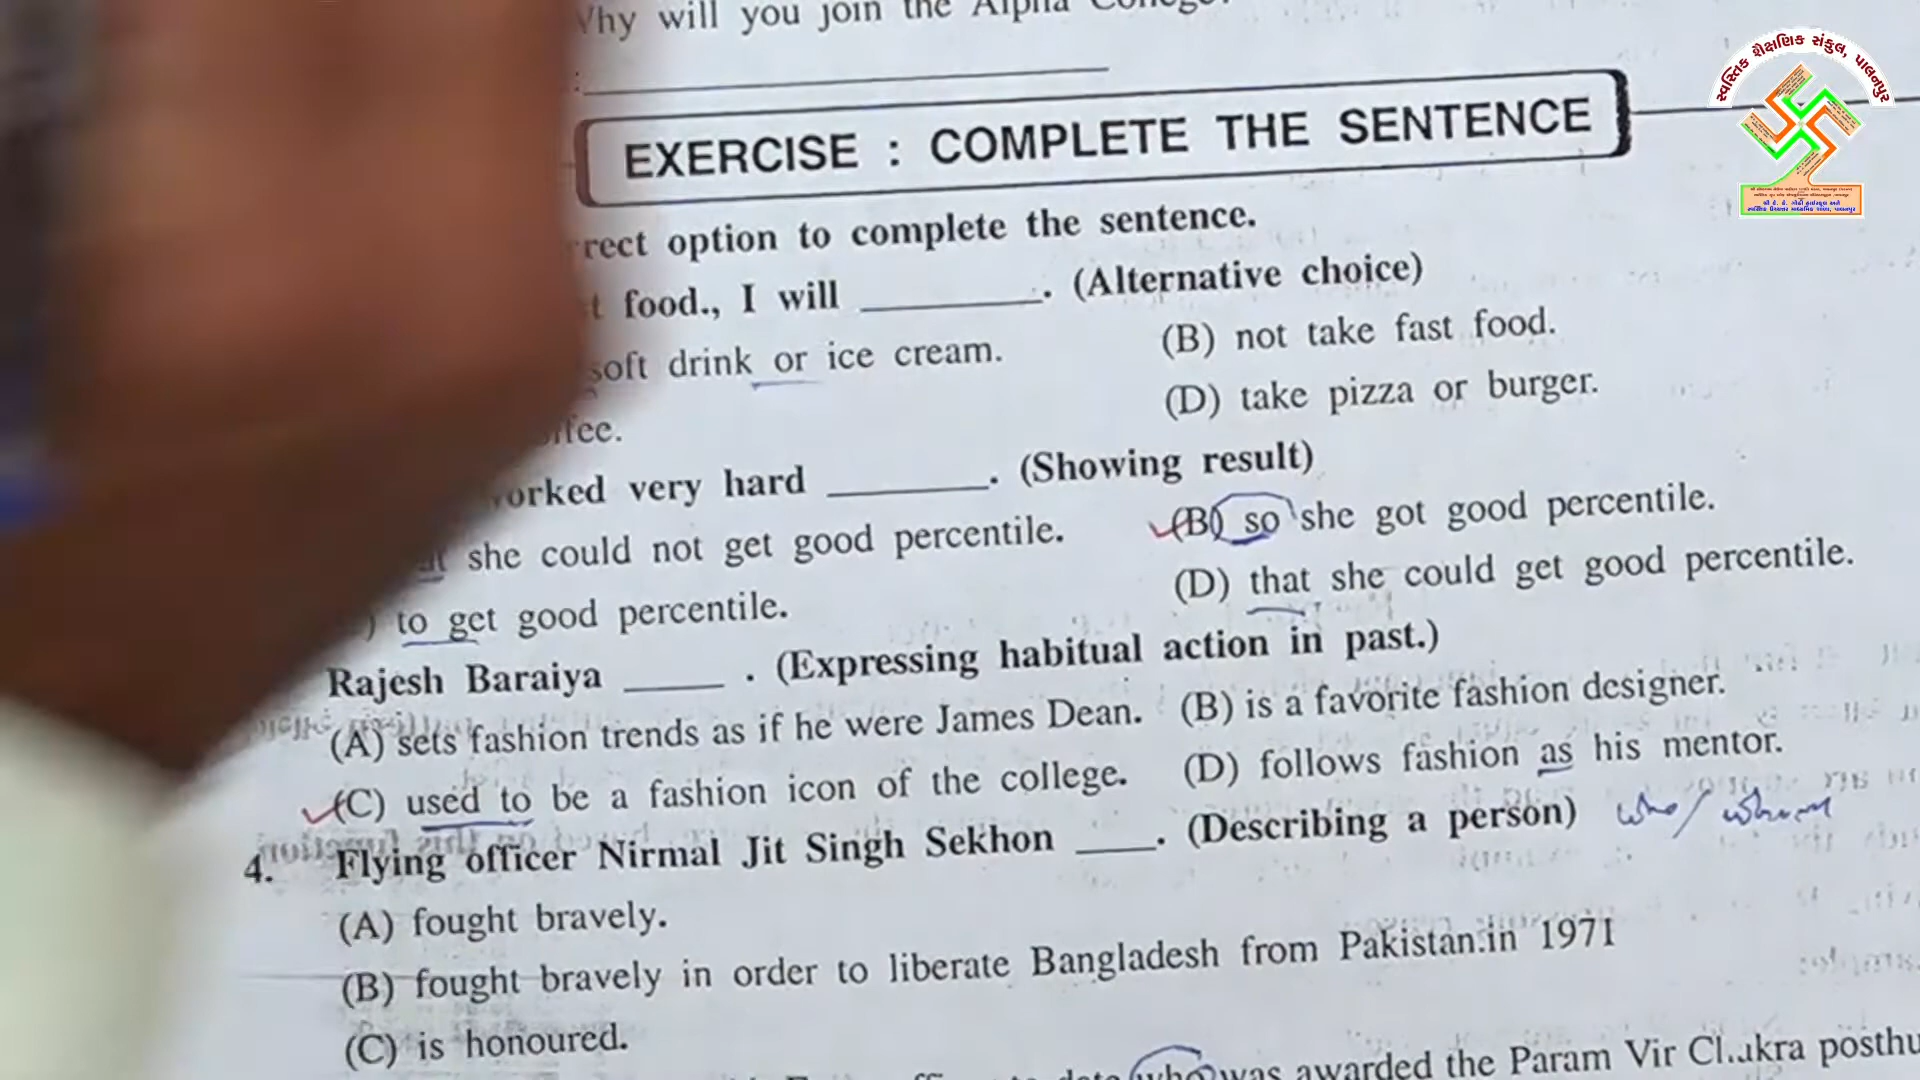 Why will you join the Alpha College?
EXERCISE : COMPLETE THE SENTENCE
option to complete the sentence.
food., I will ________. (Alternative choice)
soft drink or ice cream.
(B) not take fast food.
(D) take pizza or burger.
very hard ________. (Showing result)
she could not get good percentile.
(B) so she got good percentile.
to get good percentile.
(D) that she could get good percentile.
Rajesh Baraiya _____ . (Expressing habitual action in past.)
(A) sets fashion trends as if he were James Dean. (B) is a favorite fashion designer.
(C) used to be a fashion icon of the college. (D) follows fashion as his mentor.
4. Flying officer Nirmal Jit Singh Sekhon ____. (Describing a person) who/
(A) fought bravely.
(B) fought bravely in order to liberate Bangladesh from Pakistan.in 1971
(C) is honoured.
who was awarded the Param Vir
સ્વસ્તિક શૈક્ષણિક સંકુલ, પાલનપુર